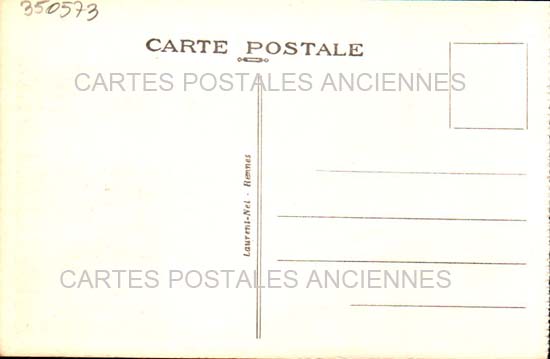 350573
CARTE POSTALE
CARTES POSTALES ANCIENNES
Laurent-Nel - Rennes
CARTES POSTALES ANCIENNES